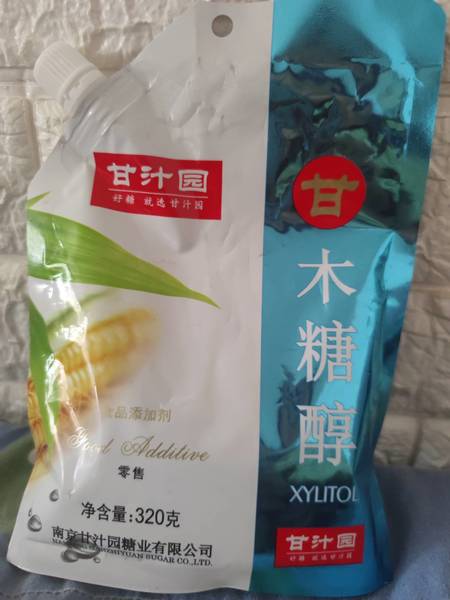 甘汁园
好糖 就选甘汁园
甘
木糖醇
XYLITOL
食品添加剂
Food Additive
零售
净含量:320克
南京甘汁园糖业有限公司
SUGAR CO.,LTD.
甘汁园
好糖 就选甘汁园